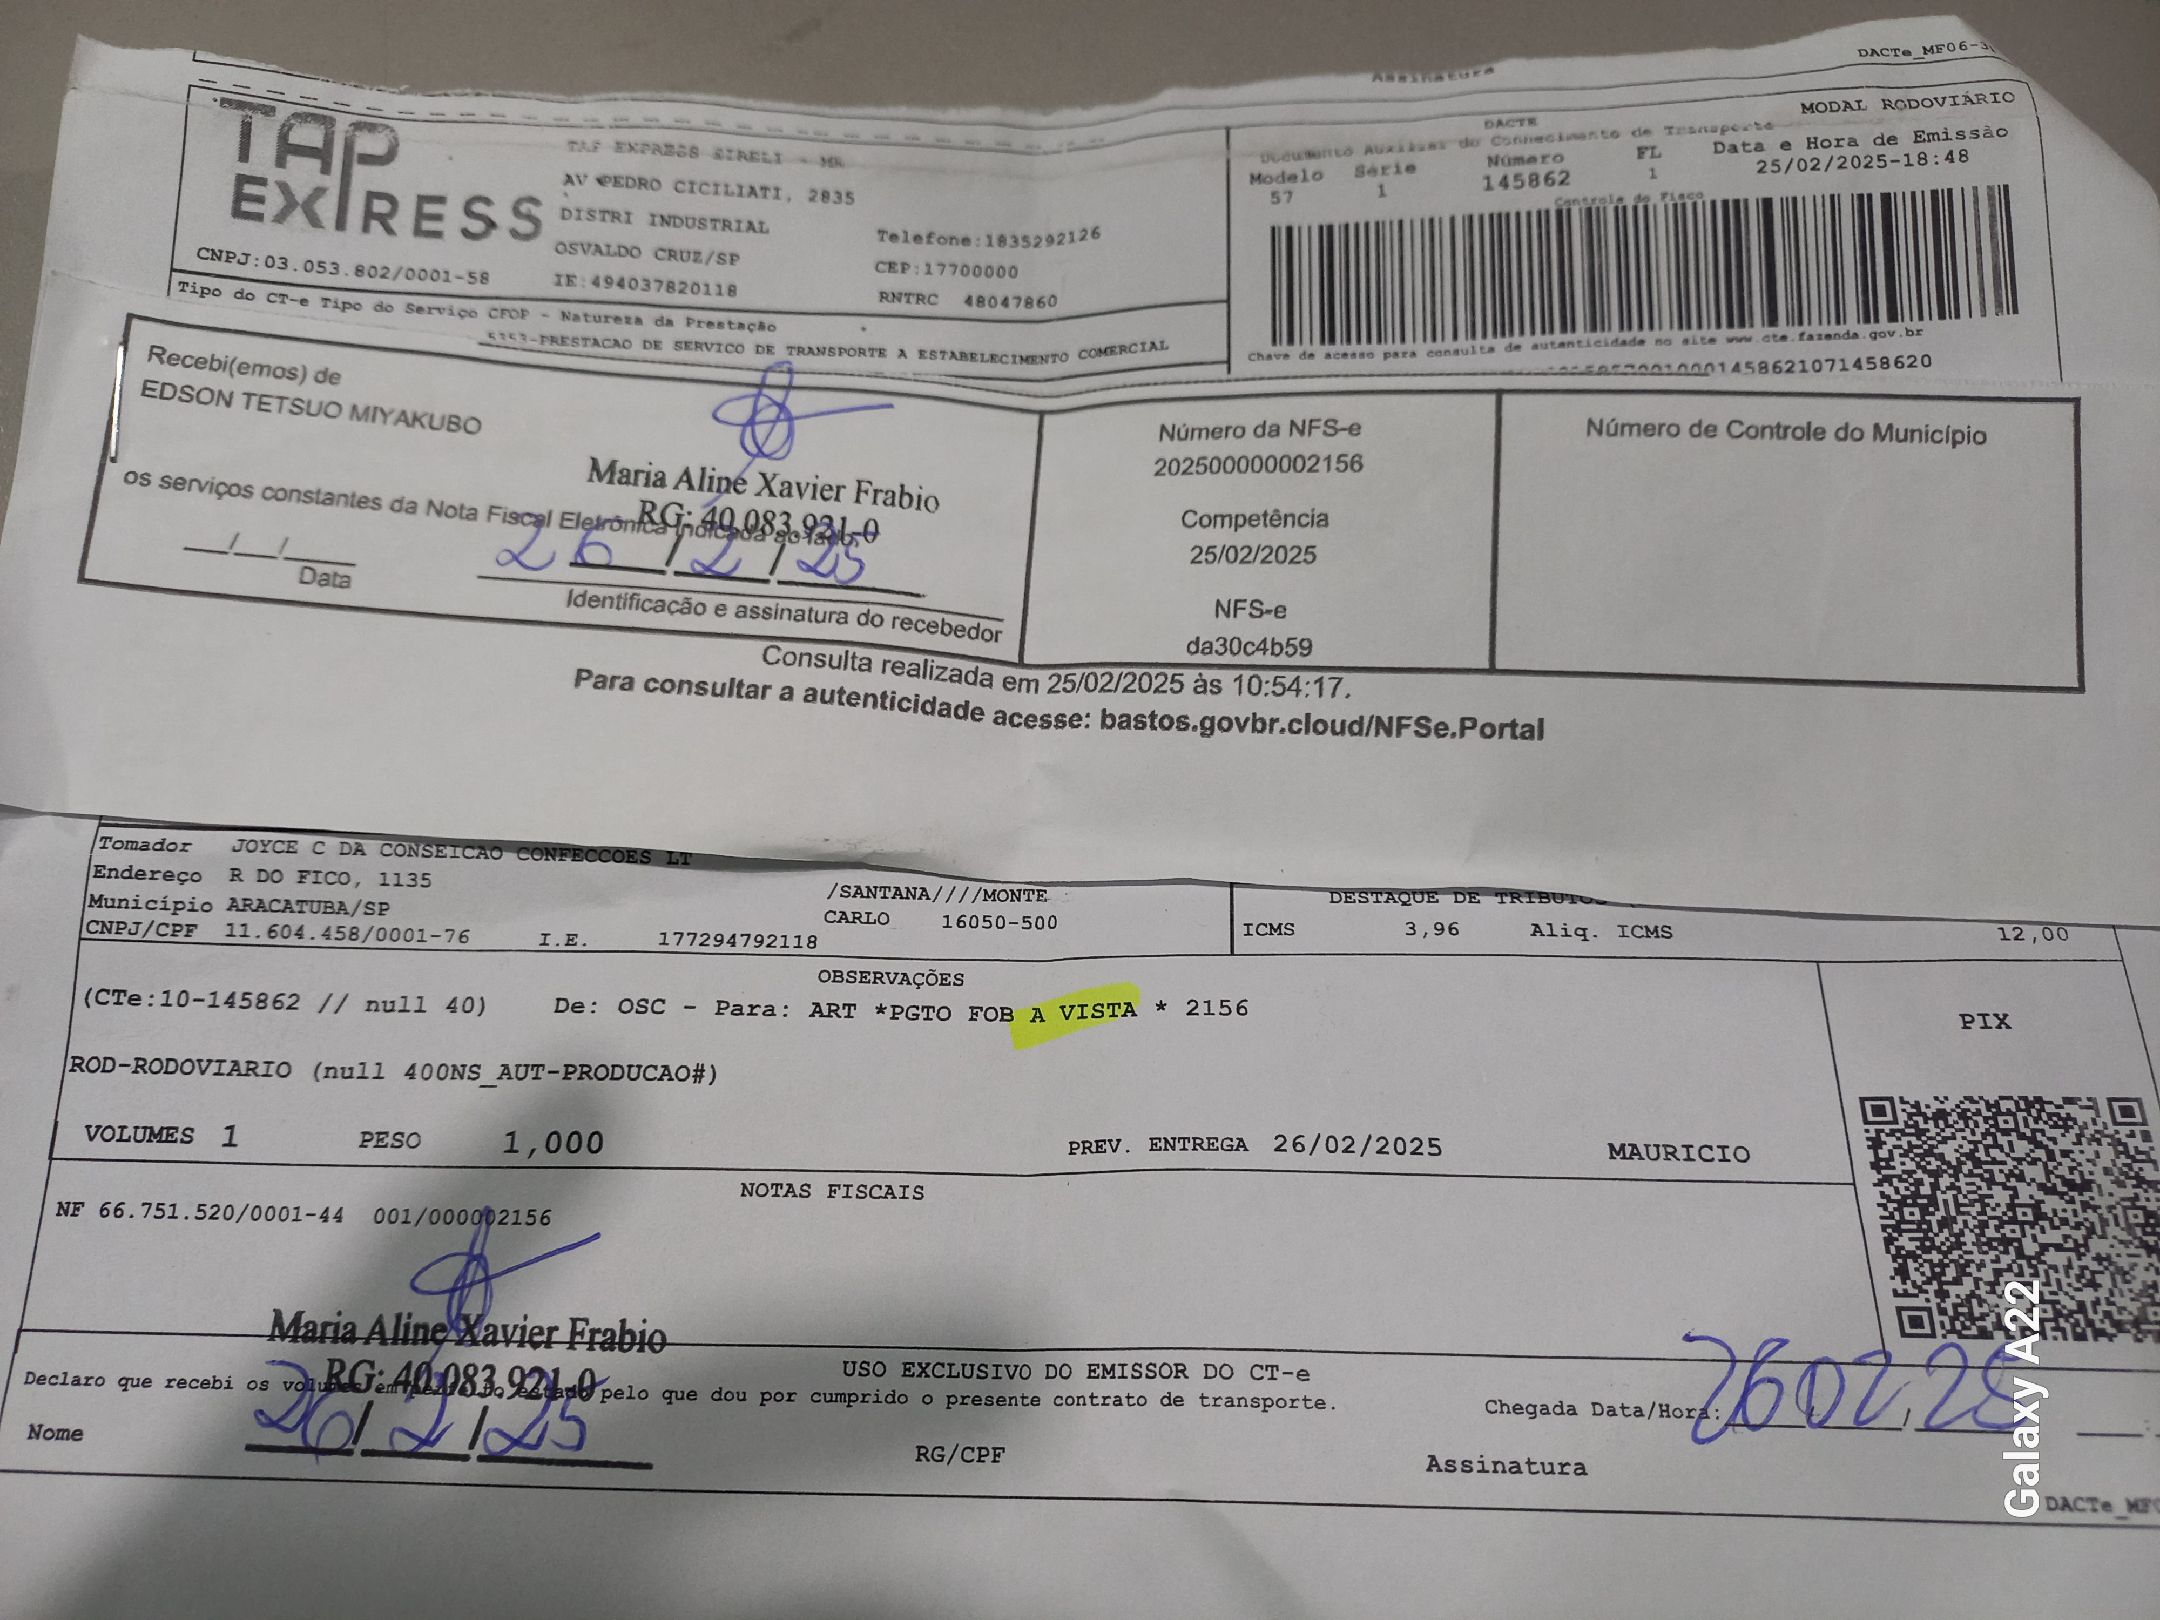 DACTe_MF06-3
Assinatura
TAP
EXPRESS
CNPJ:03.053.802/0001-58
TAP EXPRESS EIRELI - ME
AV PEDRO CICILIATI, 2835
DISTRI INDUSTRIAL
OSVALDO CRUZ/SP
IE:494037820118
Telefone:1835292126
CEP:17700000
RNTRC 48047860
DACTE
MODAL RODOVIÁRIO
Documento Auxiliar do Conhecimento de Transporte
Modelo Série Número FL Data e Hora de Emissão
57 1 145862 1 25/02/2025-18:48
Controle do Fisco
Chave de acesso para consulta de autenticidade no site www.cte.fazenda.gov.br
1458621071458620
Tipo do CT-e Tipo do Serviço CFOP - Natureza da Prestação
-PRESTACAO DE SERVICO DE TRANSPORTE A ESTABELECIMENTO COMERCIAL
Recebi(emos) de
EDSON TETSUO MIYAKUBO
os serviços constantes da Nota Fiscal Eletrônica indicada ao lado,
Maria Aline Xavier Frabio
RG: 40.083.921-0
26/2/25
__/__/____
Data
Identificação e assinatura do recebedor
Número da NFS-e
202500000002156
Competência
25/02/2025
NFS-e
da30c4b59
Número de Controle do Município
Consulta realizada em 25/02/2025 às 10:54:17.
Para consultar a autenticidade acesse: bastos.govbr.cloud/NFSe.Portal
Tomador JOYCE C DA CONSEICAO CONFECCOES LT
Endereço R DO FICO, 1135
Município ARACATUBA/SP
CNPJ/CPF 11.604.458/0001-76 I.E. 177294792118
/SANTANA////MONTE
CARLO 16050-500
DESTAQUE DE TRIBUTOS
ICMS 3,96 Aliq. ICMS 12,00
OBSERVAÇÕES
(CTe:10-145862 // null 40) De: OSC - Para: ART *PGTO FOB A VISTA * 2156
ROD-RODOVIARIO (null 400NS_AUT-PRODUCAO#)
VOLUMES 1 PESO 1,000 PREV. ENTREGA 26/02/2025 MAURICIO
PIX
NOTAS FISCAIS
NF 66.751.520/0001-44 001/000002156
Maria Aline Xavier Frabio
RG: 40.083.921-0
26/2/25
USO EXCLUSIVO DO EMISSOR DO CT-e
Declaro que recebi os volumes em perfeito estado pelo que dou por cumprido o presente contrato de transporte.
Nome
RG/CPF
Chegada Data/Hora: 26 02 25
Assinatura
DACTe_MF0
Galaxy A22